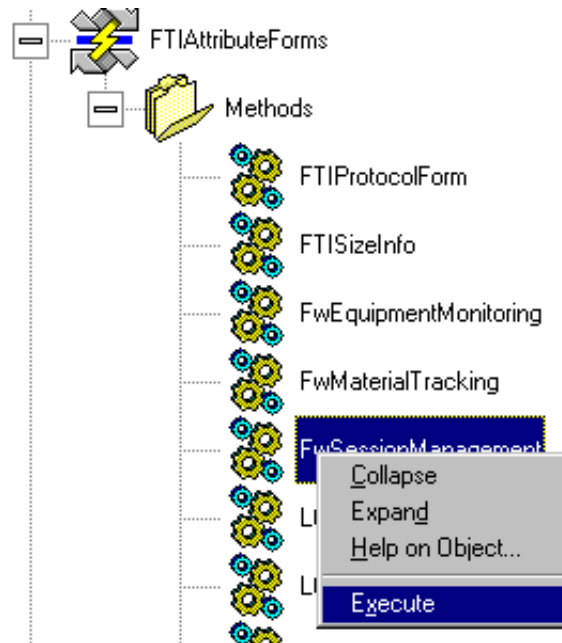 FTIAttributeForms
Methods
FTIProtocolForm
FTISizeInfo
FwEquipmentMonitoring
FwMaterialTracking
FwSessionManagement
Collapse
Expand
Help on Object...
Execute